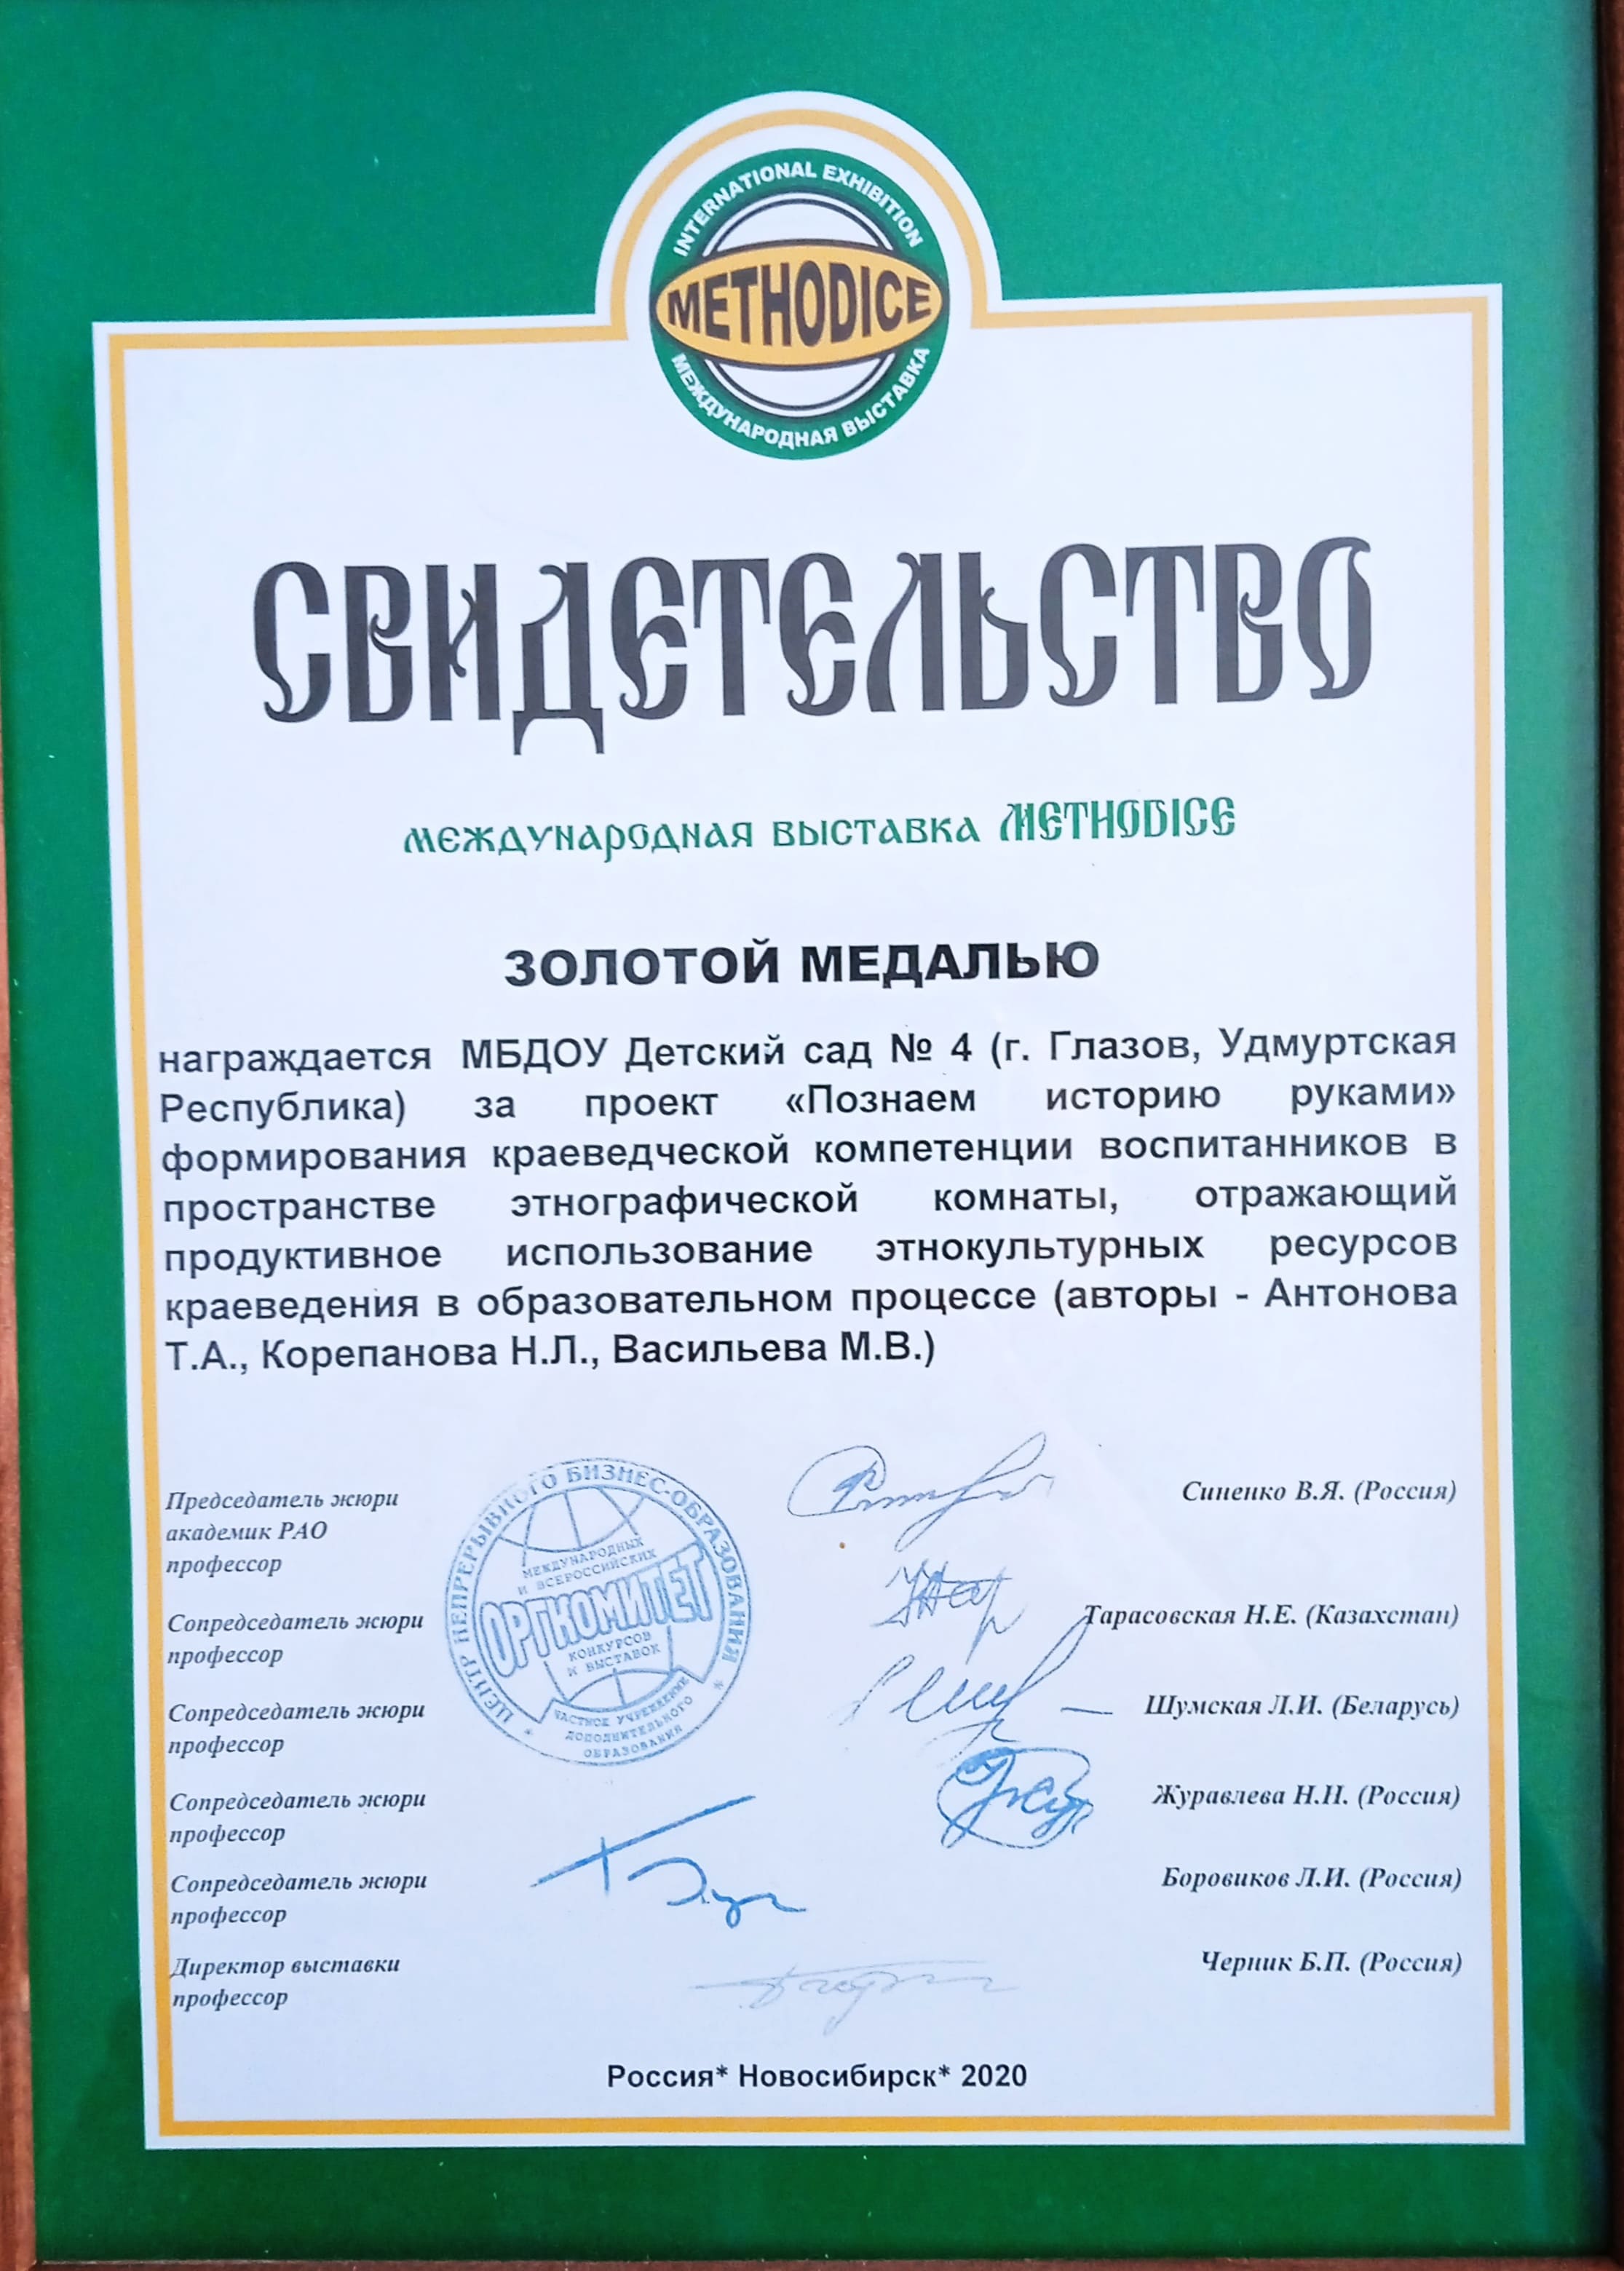 INTERNATIONAL EXHIBITION
METHODICE
МЕЖДУНАРОДНАЯ ВЫСТАВКА
СВИДЕТЕЛЬСТВО
МЕЖДУНАРОДНАЯ ВЫСТАВКА METHODICE
ЗОЛОТОЙ МЕДАЛЬЮ
награждается МБДОУ Детский сад № 4 (г. Глазов, Удмуртская
Республика) за проект «Познаем историю руками»
формирования краеведческой компетенции воспитанников в
пространстве этнографической комнаты, отражающий
продуктивное использование этнокультурных ресурсов
краеведения в образовательном процессе (авторы - Антонова
Т.А., Корепанова Н.Л., Васильева М.В.)
Председатель жюри
академик РАО
профессор
Синенко В.Я. (Россия)
Сопредседатель жюри
профессор
Тарасовская Н.Е. (Казахстан)
Сопредседатель жюри
профессор
Шумская Л.И. (Беларусь)
Сопредседатель жюри
профессор
Журавлева Н.Н. (Россия)
Сопредседатель жюри
профессор
Боровиков Л.И. (Россия)
Директор выставки
профессор
Черник Б.П. (Россия)
ЦЕНТР НЕПРЕРЫВНОГО БИЗНЕС-ОБРАЗОВАНИЯ
МЕЖДУНАРОДНЫХ
И ВСЕРОССИЙСКИХ
ОРГКОМИТЕТ
КОНКУРСОВ
И ВЫСТАВОК
ЧАСТНОЕ УЧРЕЖДЕНИЕ
ДОПОЛНИТЕЛЬНОГО
ОБРАЗОВАНИЯ
Россия* Новосибирск* 2020